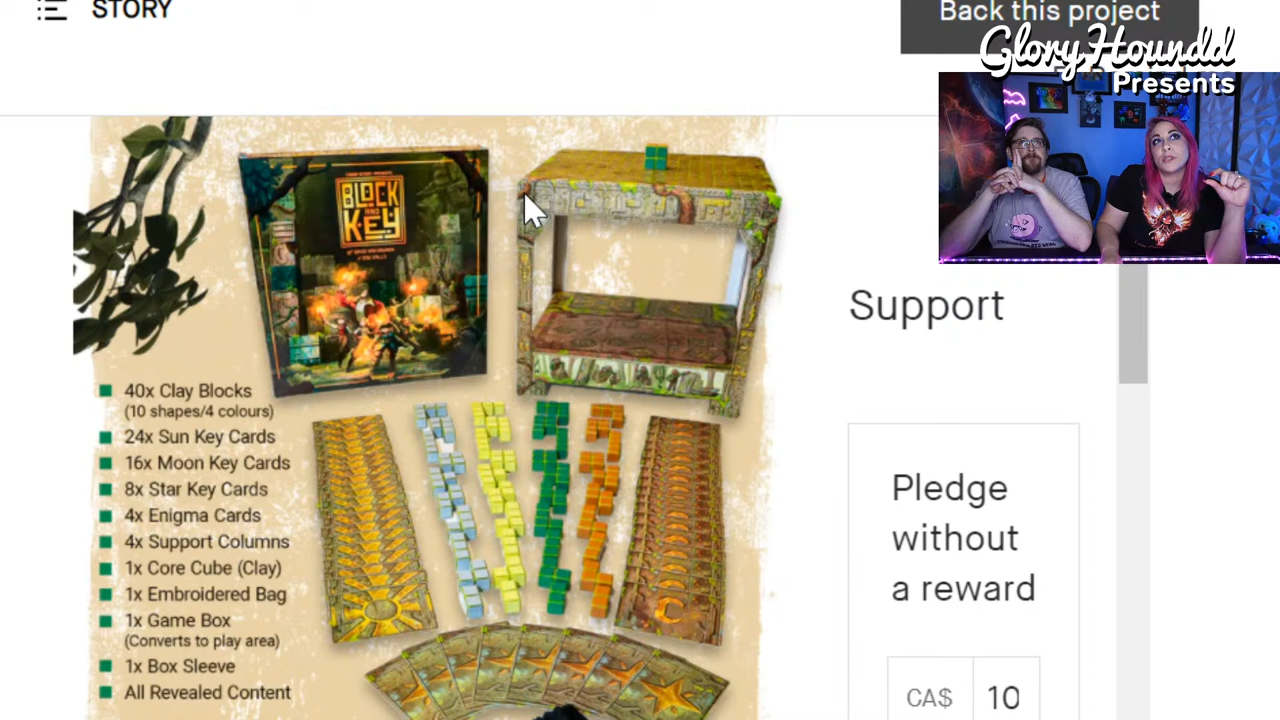 STORY
Back this project
GloryHoundd
Presents
BLOCK
AND
KEY
Support
40x Clay Blocks
(10 shapes/4 colours)
24x Sun Key Cards
16x Moon Key Cards
8x Star Key Cards
4x Enigma Cards
4x Support Columns
1x Core Cube (Clay)
1x Embroidered Bag
1x Game Box
(Converts to play area)
1x Box Sleeve
All Revealed Content
Pledge
without
a reward
CA$ 10